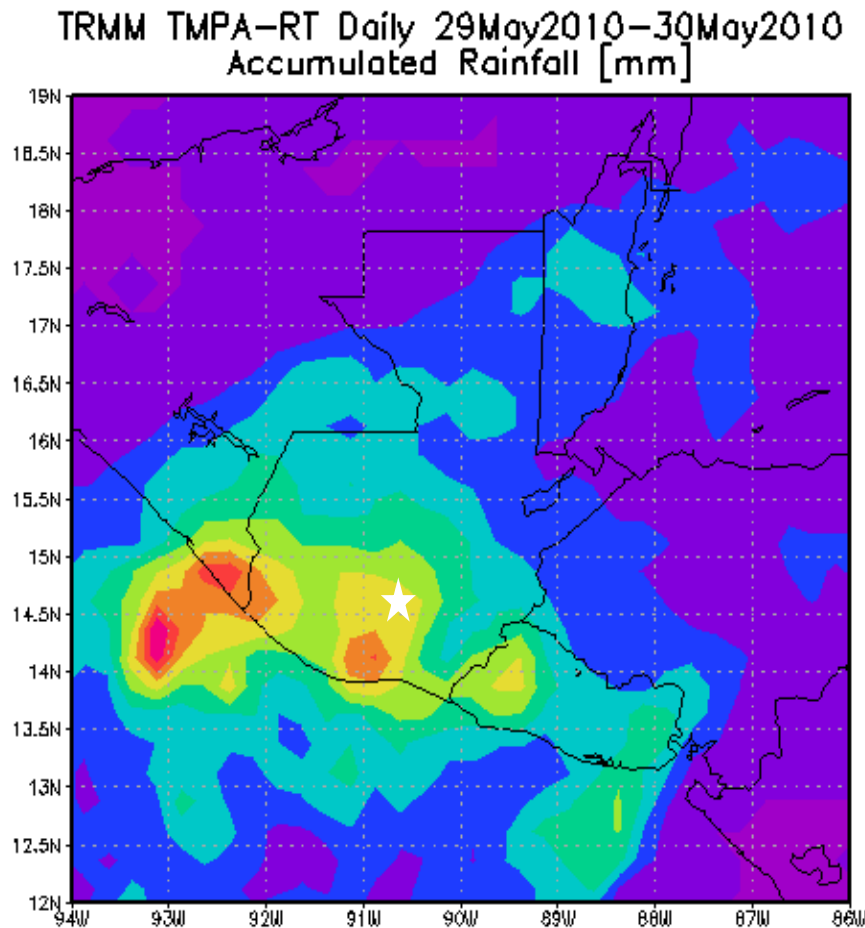 TRMM TMPA-RT Daily 29May2010-30May2010
Accumulated Rainfall [mm]
19N
18.5N
18N
17.5N
17N
16.5N
16N
15.5N
15N
14.5N
14N
13.5N
13N
12.5N
12N
94W 93W 92W 91W 90W 89W 88W 87W 86W